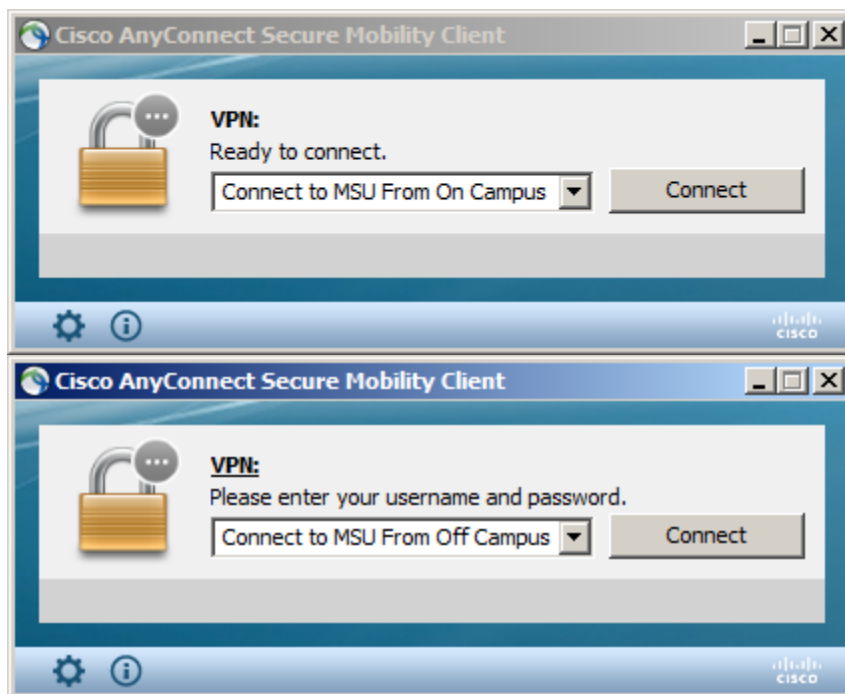 Cisco AnyConnect Secure Mobility Client
VPN:
Ready to connect.
Connect to MSU From On Campus
Connect
CISCO
Cisco AnyConnect Secure Mobility Client
VPN:
Please enter your username and password.
Connect to MSU From Off Campus
Connect
CISCO